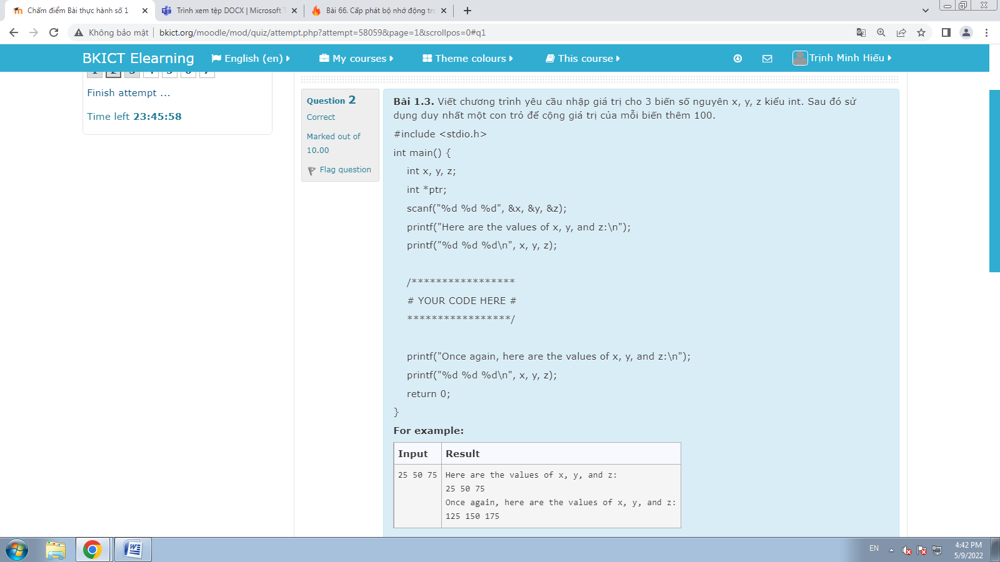 Chấm điểm Bài thực hành số 1
Trình xem tệp DOCX | Microsoft T
Bài 66. Cấp phát bộ nhớ động tro
Không bảo mật
bkict.org/moodle/mod/quiz/attempt.php?attempt=58059&page=1&scrollpos=0#q1
BKICT Elearning
English (en)
My courses
Theme colours
This course
Trịnh Minh Hiếu
1 2 3 4 5 6 7
Finish attempt ...
Time left 23:45:58
Question 2
Correct
Marked out of
10.00
Flag question
Bài 1.3. Viết chương trình yêu cầu nhập giá trị cho 3 biến số nguyên x, y, z kiểu int. Sau đó sử
dụng duy nhất một con trỏ để cộng giá trị của mỗi biến thêm 100.
#include <stdio.h>
int main() {
int x, y, z;
int *ptr;
scanf("%d %d %d", &x, &y, &z);
printf("Here are the values of x, y, and z:\n");
printf("%d %d %d\n", x, y, z);
/*****************
# YOUR CODE HERE #
*****************/
printf("Once again, here are the values of x, y, and z:\n");
printf("%d %d %d\n", x, y, z);
return 0;
}
For example:
Input Result
25 50 75 Here are the values of x, y, and z:
25 50 75
Once again, here are the values of x, y, and z:
125 150 175
EN
4:42 PM
5/9/2022